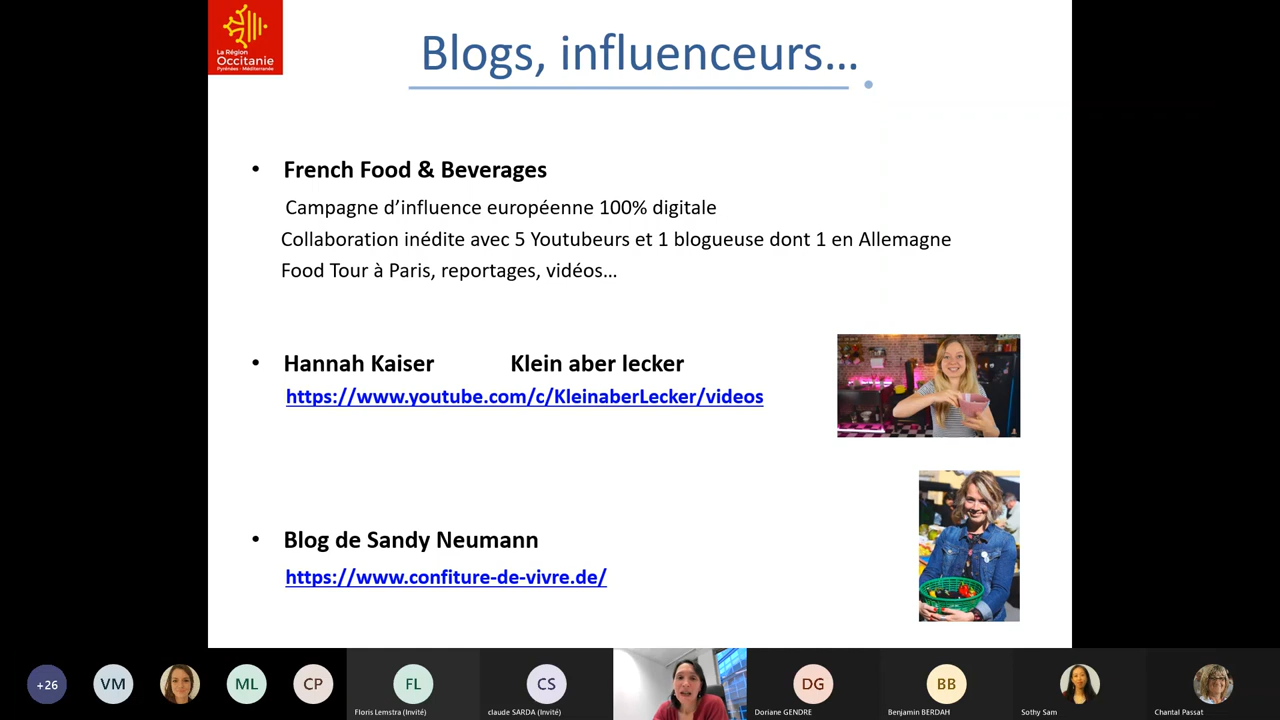 La Région
Occitanie
Pyrénées - Méditerranée
Blogs, influenceurs…
• French Food & Beverages
Campagne d’influence européenne 100% digitale
Collaboration inédite avec 5 Youtubeurs et 1 blogueuse dont 1 en Allemagne
Food Tour à Paris, reportages, vidéos…
• Hannah Kaiser Klein aber lecker
https://www.youtube.com/c/KleinaberLecker/videos
• Blog de Sandy Neumann
https://www.confiture-de-vivre.de/
+26
VM
ML
CP
FL
Floris Lemstra (Invité)
CS
claude SARDA (Invité)
DG
Doriane GENDRE
BB
Benjamin BERDAH
Sothy Sam
Chantal Passat